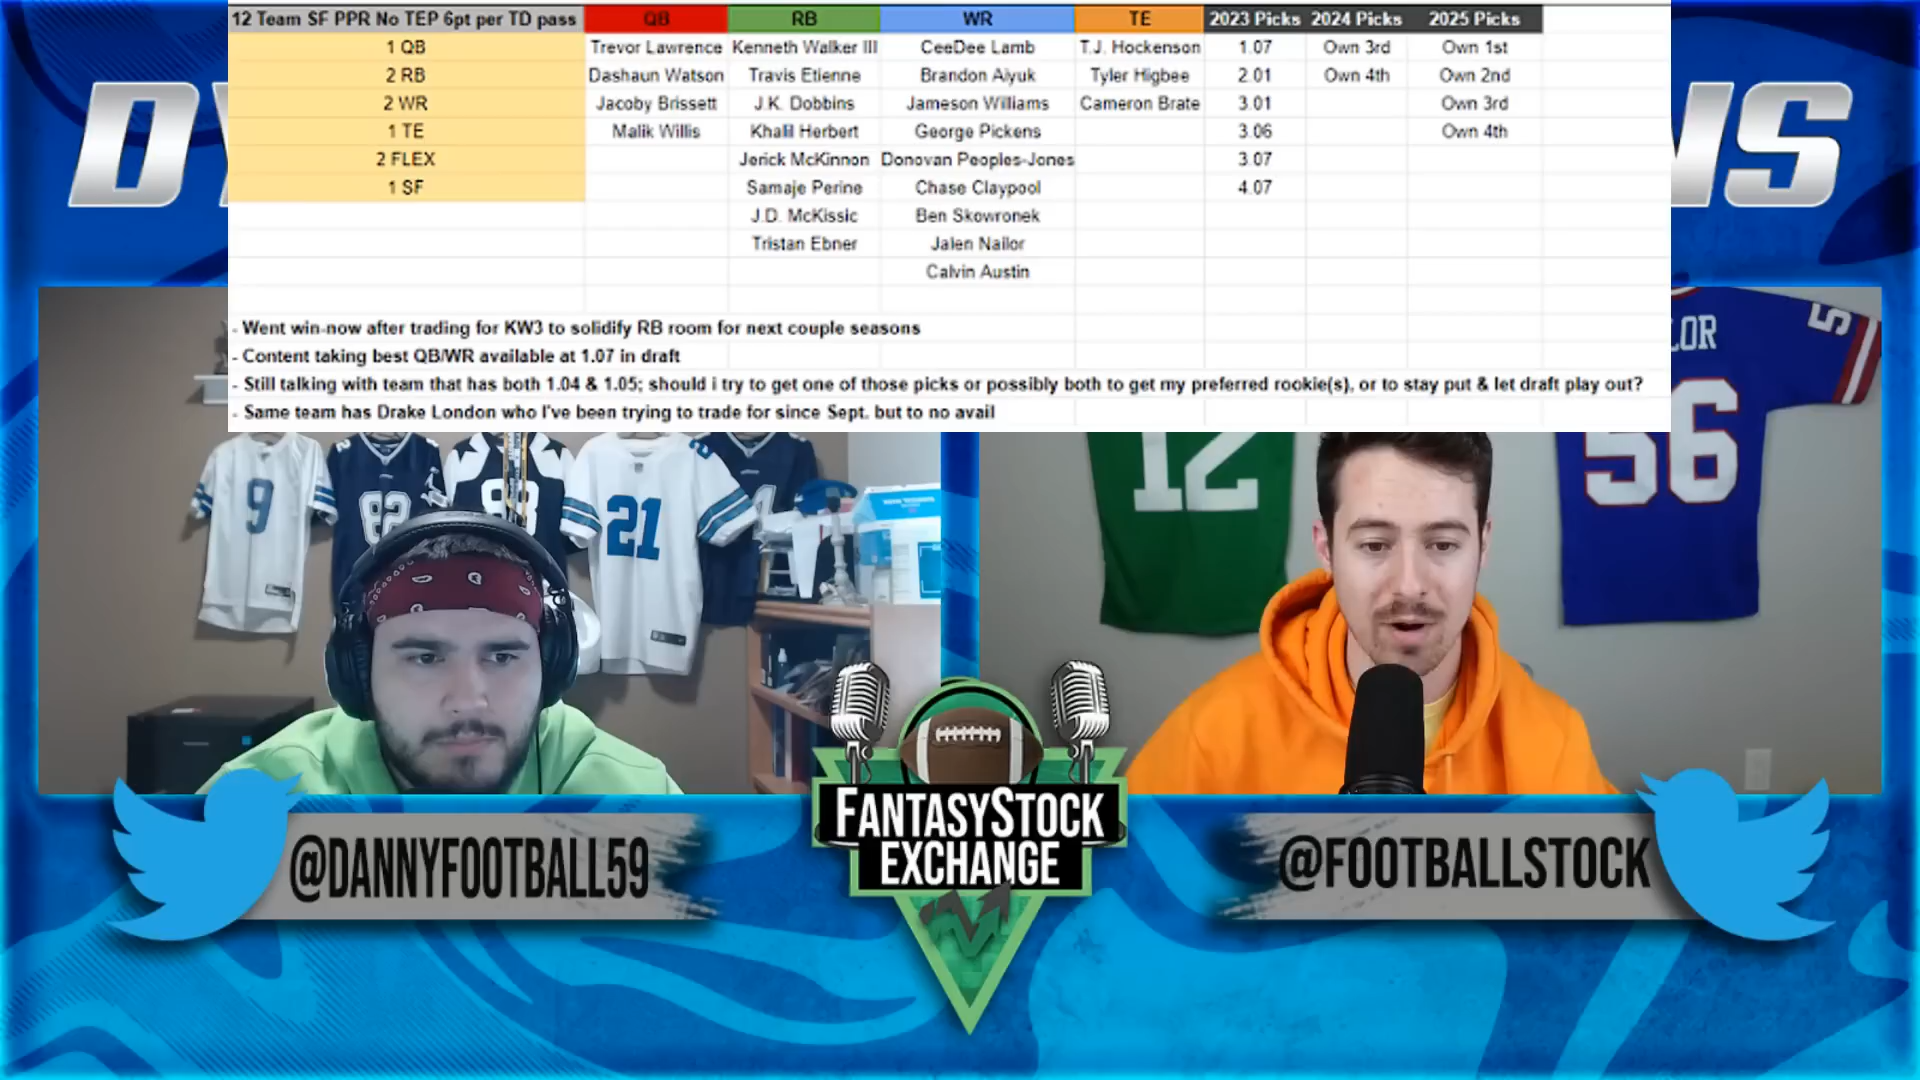 12 Team SF PPR No TEP 6pt per TD pass QB RB WR TE 2023 Picks 2024 Picks 2025 Picks
1 QB Trevor Lawrence Kenneth Walker III CeeDee Lamb T.J. Hockenson 1.07 Own 3rd Own 1st
2 RB Dashaun Watson Travis Etienne Brandon Aiyuk Tyler Higbee 2.01 Own 4th Own 2nd
2 WR Jacoby Brissett J.K. Dobbins Jameson Williams Cameron Brate 3.01 Own 3rd
1 TE Malik Willis Khalil Herbert George Pickens 3.06 Own 4th
2 FLEX Jerick McKinnon Donovan Peoples-Jones 3.07
1 SF Samaje Perine Chase Claypool 4.07
J.D. McKissic Ben Skowronek
Tristan Ebner Jalen Nailor
Calvin Austin
- Went win-now after trading for KW3 to solidify RB room for next couple seasons
- Content taking best QB/WR available at 1.07 in draft
- Still talking with team that has both 1.04 & 1.05; should i try to get one of those picks or possibly both to get my preferred rookie(s), or to stay put & let draft play out?
- Same team has Drake London who I've been trying to trade for since Sept. but to no avail
LOR 5
9 82 88 21 12 56
FANTASYSTOCK
EXCHANGE
@DANNYFOOTBALL59 @FOOTBALLSTOCK